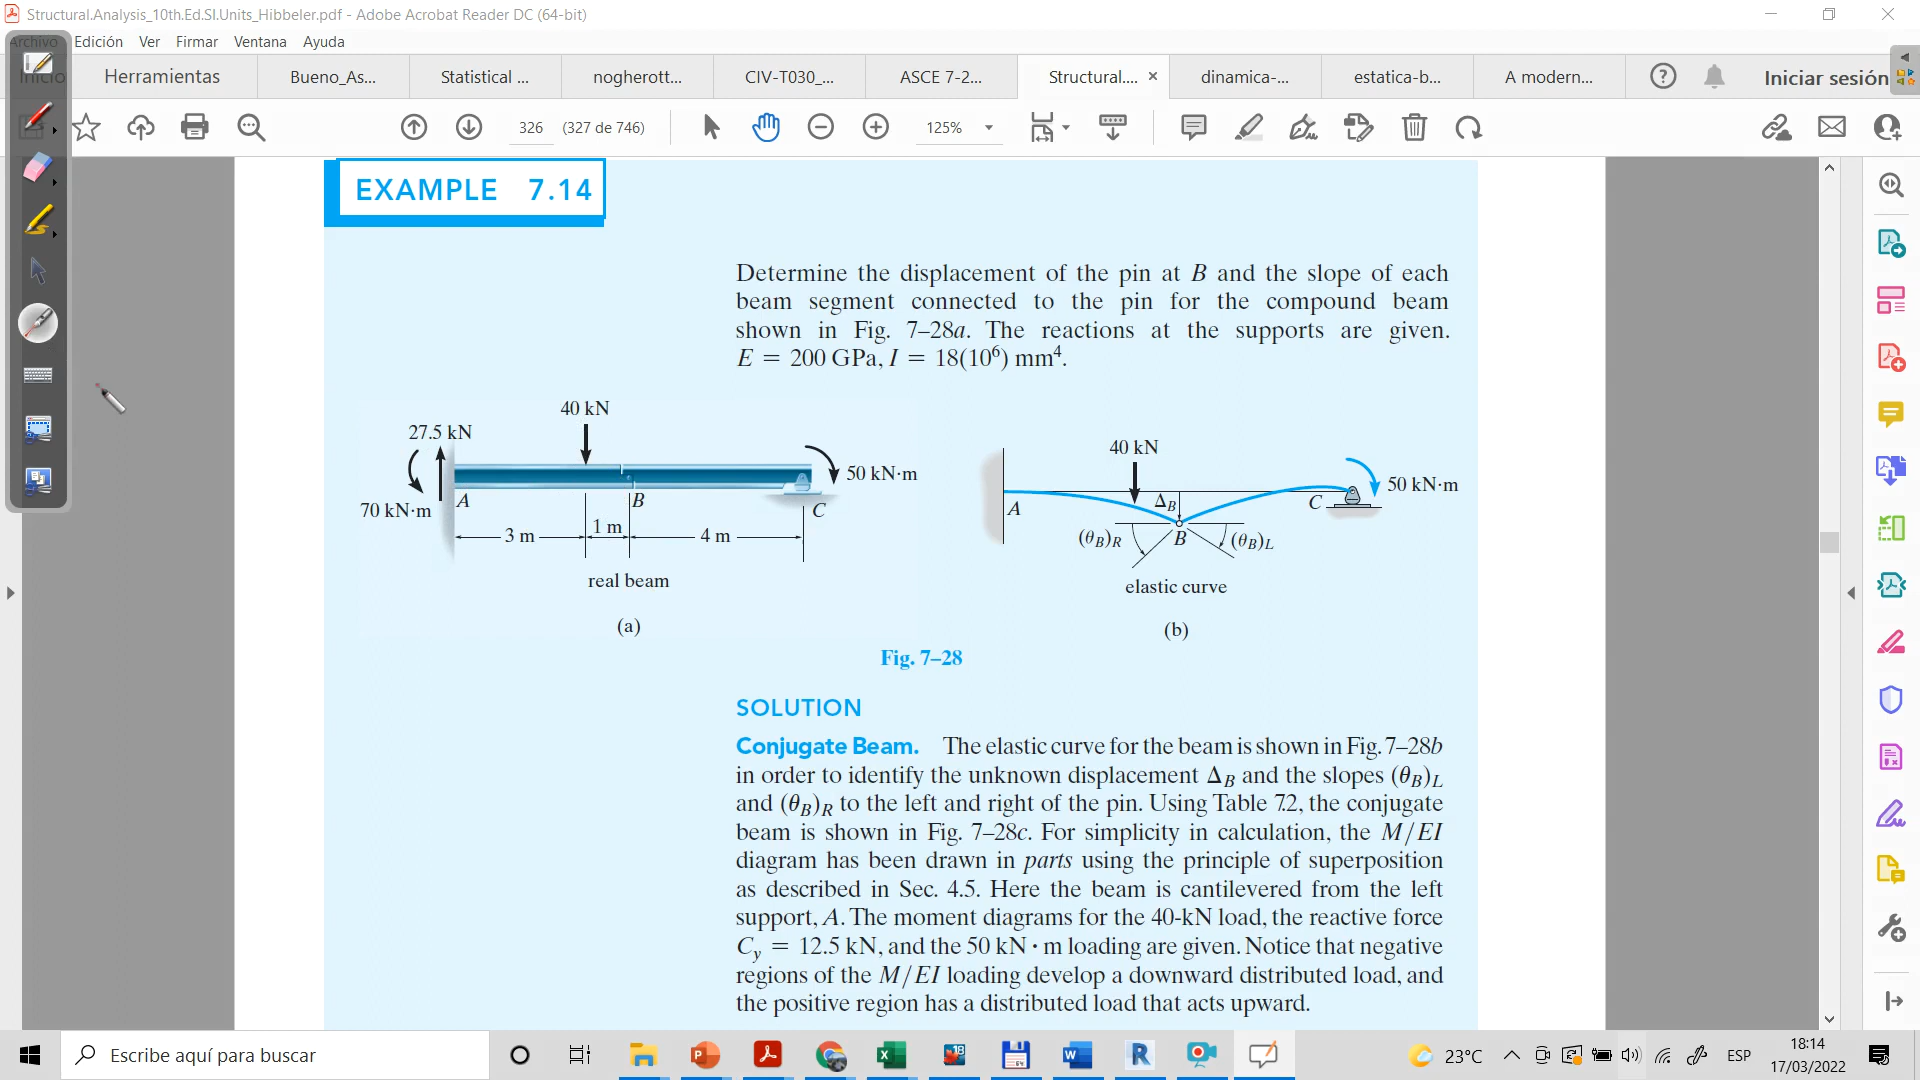 Structural.Analysis_10th.Ed.SI.Units_Hibbeler.pdf - Adobe Acrobat Reader DC (64-bit)
Archivo Edición Ver Firmar Ventana Ayuda
Inicio Herramientas Bueno_As... Statistical ... nogherott... CIV-T030_... ASCE 7-2... Structural.... × dinamica-... estatica-b... A modern... Iniciar sesión
326 (327 de 746) 125%
EXAMPLE 7.14
Determine the displacement of the pin at B and the slope of each
beam segment connected to the pin for the compound beam
shown in Fig. 7–28a. The reactions at the supports are given.
E = 200 GPa, I = 18(10⁶) mm⁴.
40 kN
27.5 kN
50 kN·m
70 kN·m
A
B
C
3 m
1 m
4 m
real beam
(a)
40 kN
50 kN·m
A
Δ_B
C
(θ_B)_R
B
(θ_B)_L
elastic curve
(b)
Fig. 7–28
SOLUTION
Conjugate Beam. The elastic curve for the beam is shown in Fig. 7–28b
in order to identify the unknown displacement Δ_B and the slopes (θ_B)_L
and (θ_B)_R to the left and right of the pin. Using Table 7.2, the conjugate
beam is shown in Fig. 7–28c. For simplicity in calculation, the M/EI
diagram has been drawn in parts using the principle of superposition
as described in Sec. 4.5. Here the beam is cantilevered from the left
support, A. The moment diagrams for the 40-kN load, the reactive force
C_y = 12.5 kN, and the 50 kN · m loading are given. Notice that negative
regions of the M/EI loading develop a downward distributed load, and
the positive region has a distributed load that acts upward.
Escribe aquí para buscar
23°C
ESP
18:14
17/03/2022